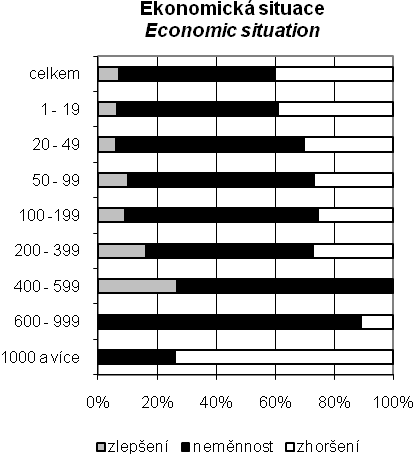 Ekonomická situace
Economic situation
celkem
1 - 19
20 - 49
50 - 99
100 -199
200 - 399
400 - 599
600 - 999
1000 a více
0% 20% 40% 60% 80% 100%
zlepšení neměnnost zhoršení